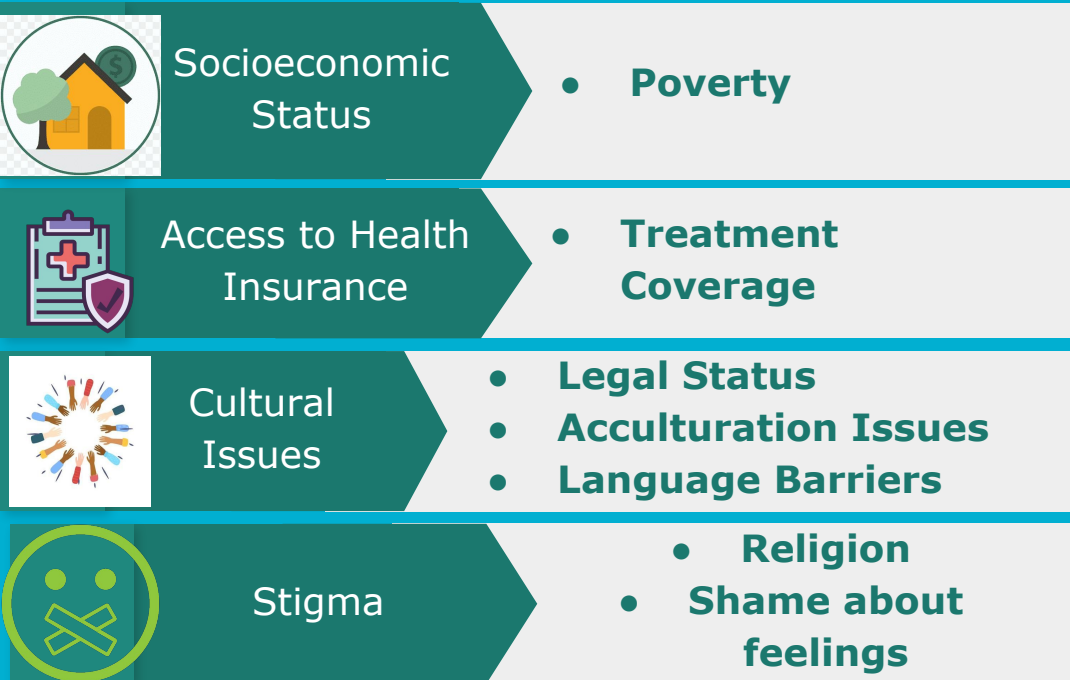 Socioeconomic
Status
● Poverty
Access to Health
Insurance
● Treatment
Coverage
Cultural
Issues
● Legal Status
● Acculturation Issues
● Language Barriers
Stigma
● Religion
● Shame about
feelings